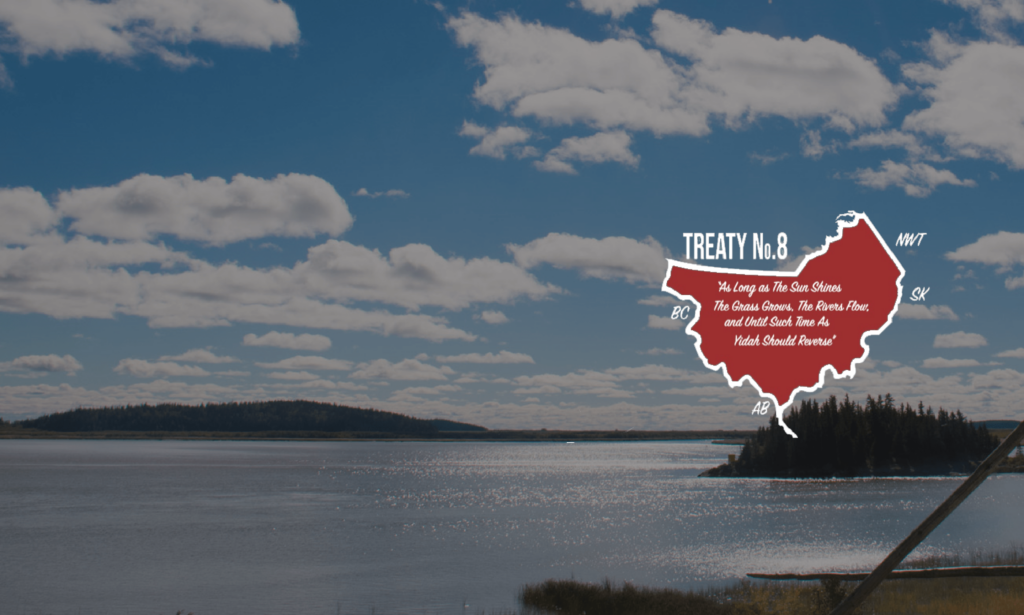 TREATY No.8
NWT
"As Long as The Sun Shines
SK
The Grass Grows, The Rivers Flow,
BC
and Until Such Time As
Yidah Should Reverse"
AB